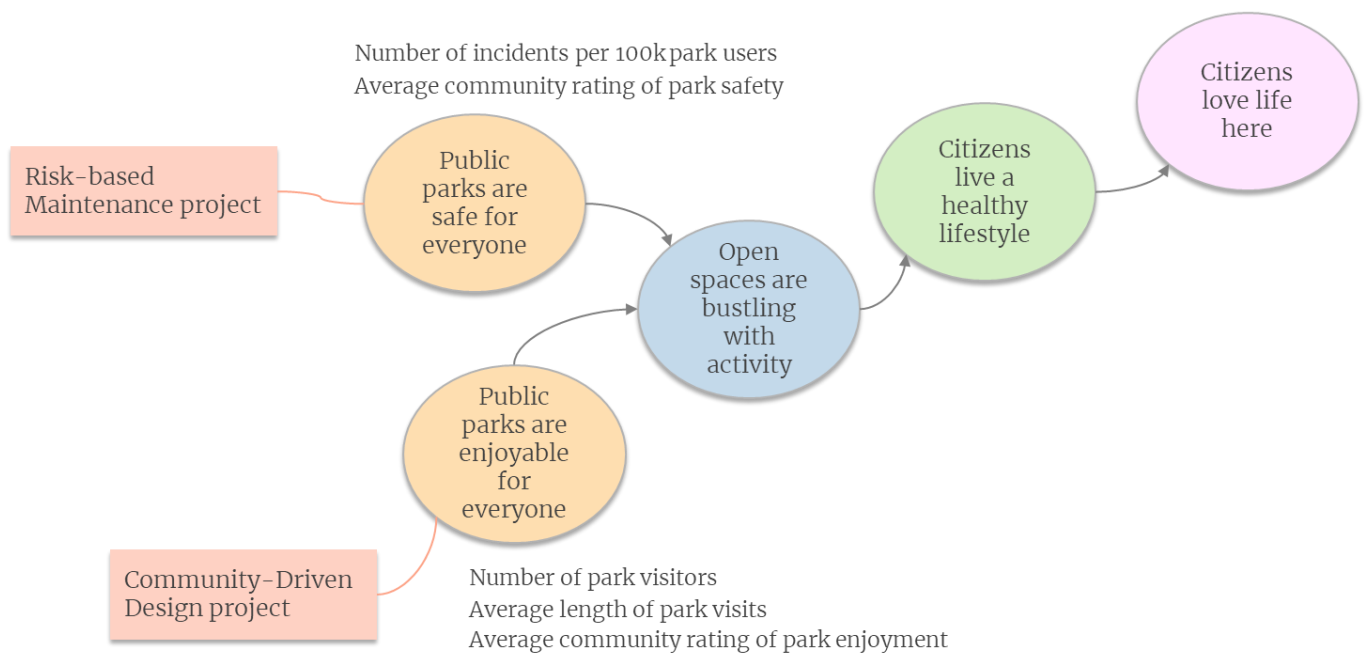 Number of incidents per 100k park users
Average community rating of park safety
Risk-based
Maintenance project
Public
parks are
safe for
everyone
Open
spaces are
bustling
with
activity
Citizens
live a
healthy
lifestyle
Citizens
love life
here
Public
parks are
enjoyable
for
everyone
Community-Driven
Design project
Number of park visitors
Average length of park visits
Average community rating of park enjoyment